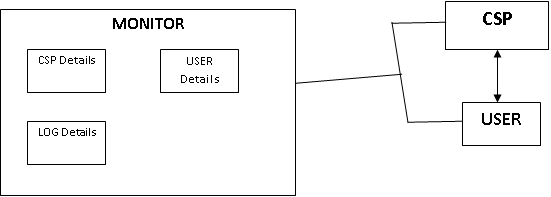 MONITOR
CSP Details
USER
Details
LOG Details
CSP
USER